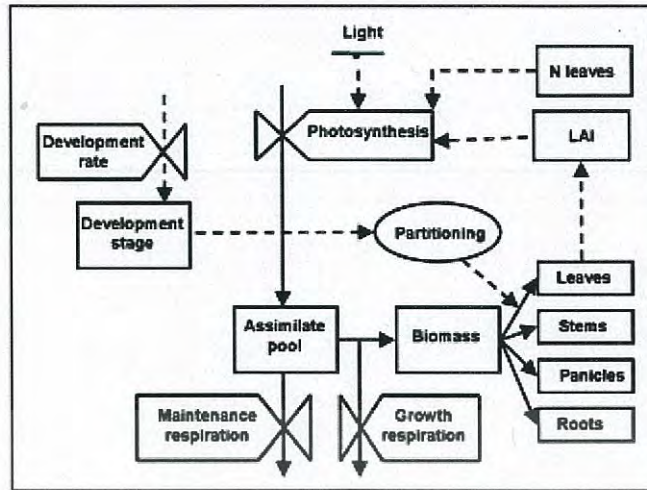 Light
N leaves
Photosynthesis
Development
rate
LAI
Development
stage
Partitioning
Leaves
Assimilate
pool
Biomass
Stems
Panicles
Maintenance
respiration
Growth
respiration
Roots